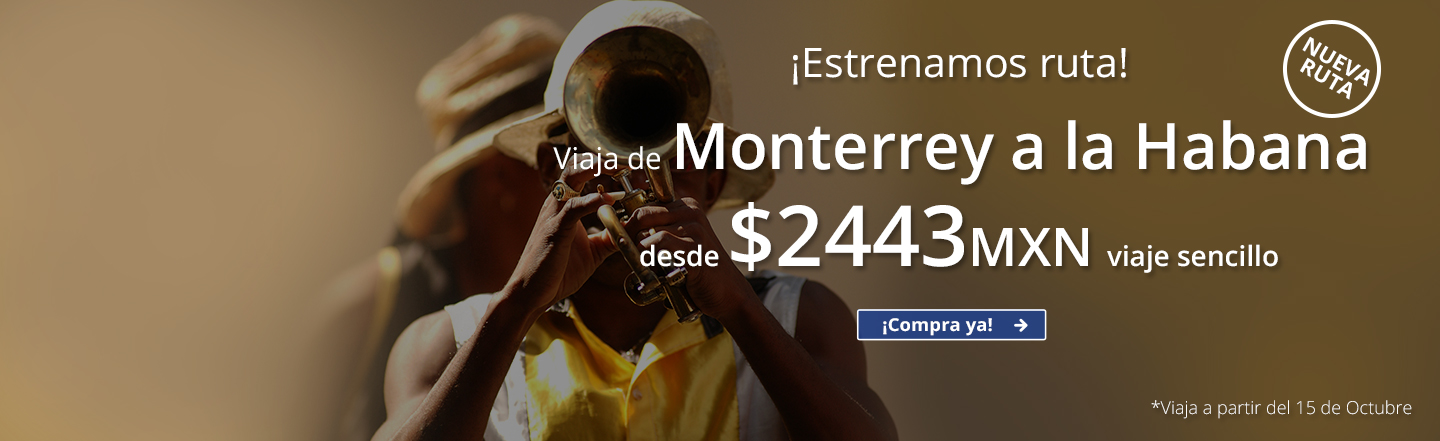 ¡Estrenamos ruta!
NUEVA
RUTA
Viaja de Monterrey a la Habana
desde $2443MXN viaje sencillo
¡Compra ya! →
*Viaja a partir del 15 de Octubre